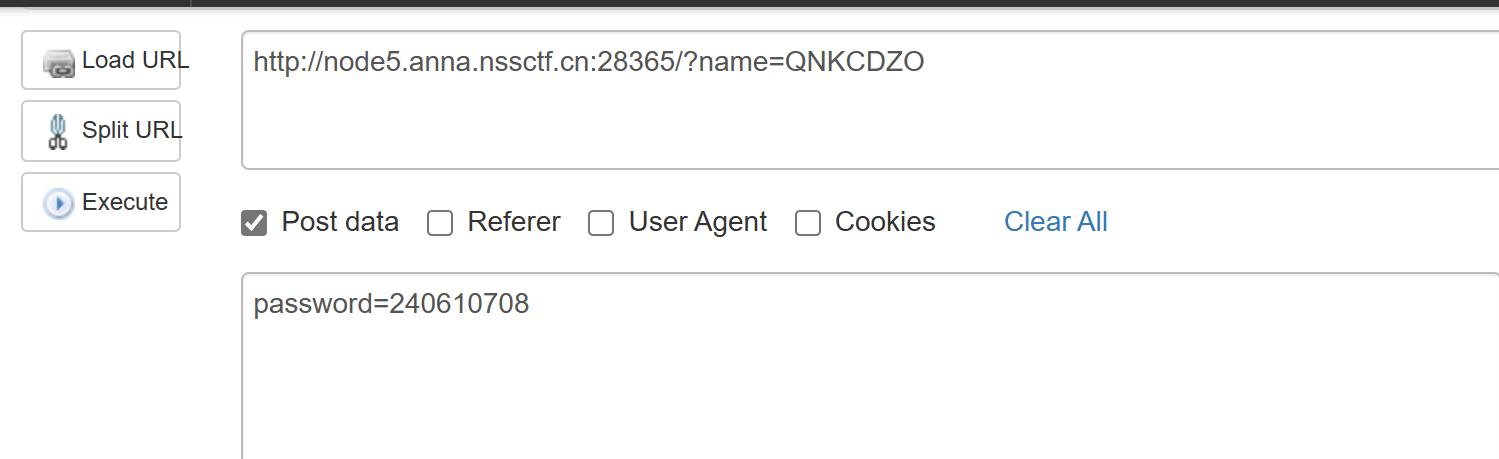 Load URL
http://node5.anna.nssctf.cn:28365/?name=QNKCDZO
Split URL
Execute
Post data Referer User Agent Cookies Clear All
password=240610708